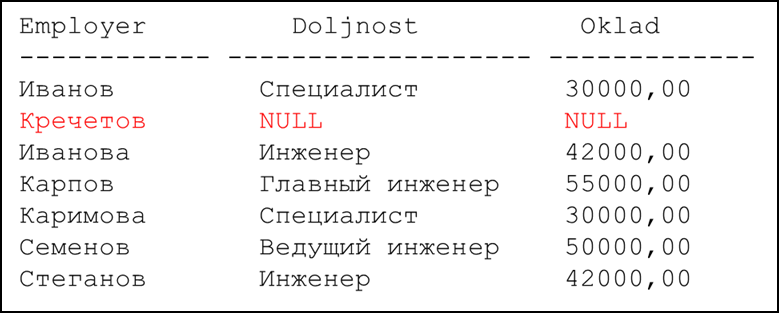 Employer Doljnost Oklad
------------ ------------------- -------------
Иванов Специалист 30000,00
Кречетов NULL NULL
Иванова Инженер 42000,00
Карпов Главный инженер 55000,00
Каримова Специалист 30000,00
Семенов Ведущий инженер 50000,00
Стеганов Инженер 42000,00